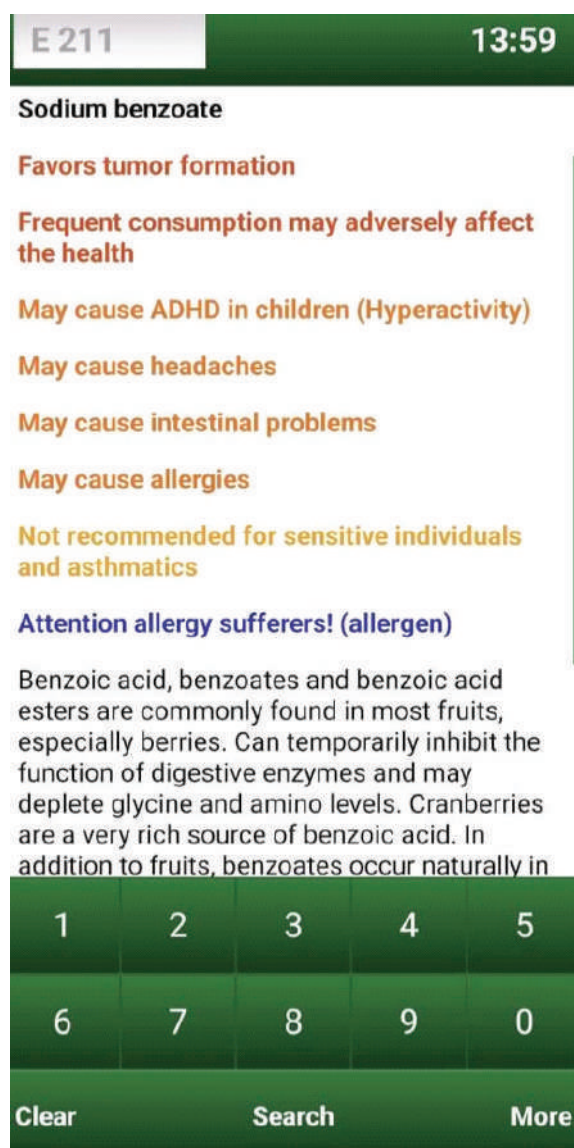 E 211
13:59
Sodium benzoate
Favors tumor formation
Frequent consumption may adversely affect
the health
May cause ADHD in children (Hyperactivity)
May cause headaches
May cause intestinal problems
May cause allergies
Not recommended for sensitive individuals
and asthmatics
Attention allergy sufferers! (allergen)
Benzoic acid, benzoates and benzoic acid
esters are commonly found in most fruits,
especially berries. Can temporarily inhibit the
function of digestive enzymes and may
deplete glycine and amino levels. Cranberries
are a very rich source of benzoic acid. In
addition to fruits, benzoates occur naturally in
1 2 3 4 5
6 7 8 9 0
Clear Search More